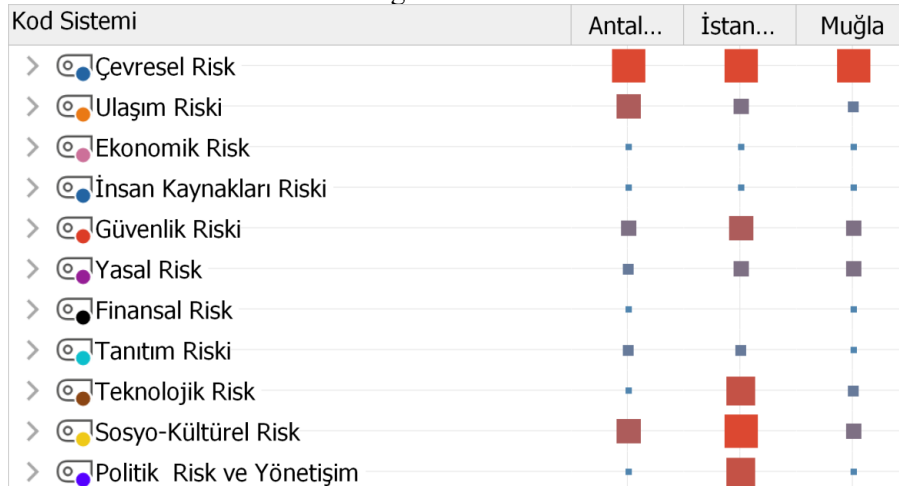 Kod Sistemi Antal... İstan... Muğla
Çevresel Risk
Ulaşım Riski
Ekonomik Risk
İnsan Kaynakları Riski
Güvenlik Riski
Yasal Risk
Finansal Risk
Tanıtım Riski
Teknolojik Risk
Sosyo-Kültürel Risk
Politik  Risk ve Yönetişim